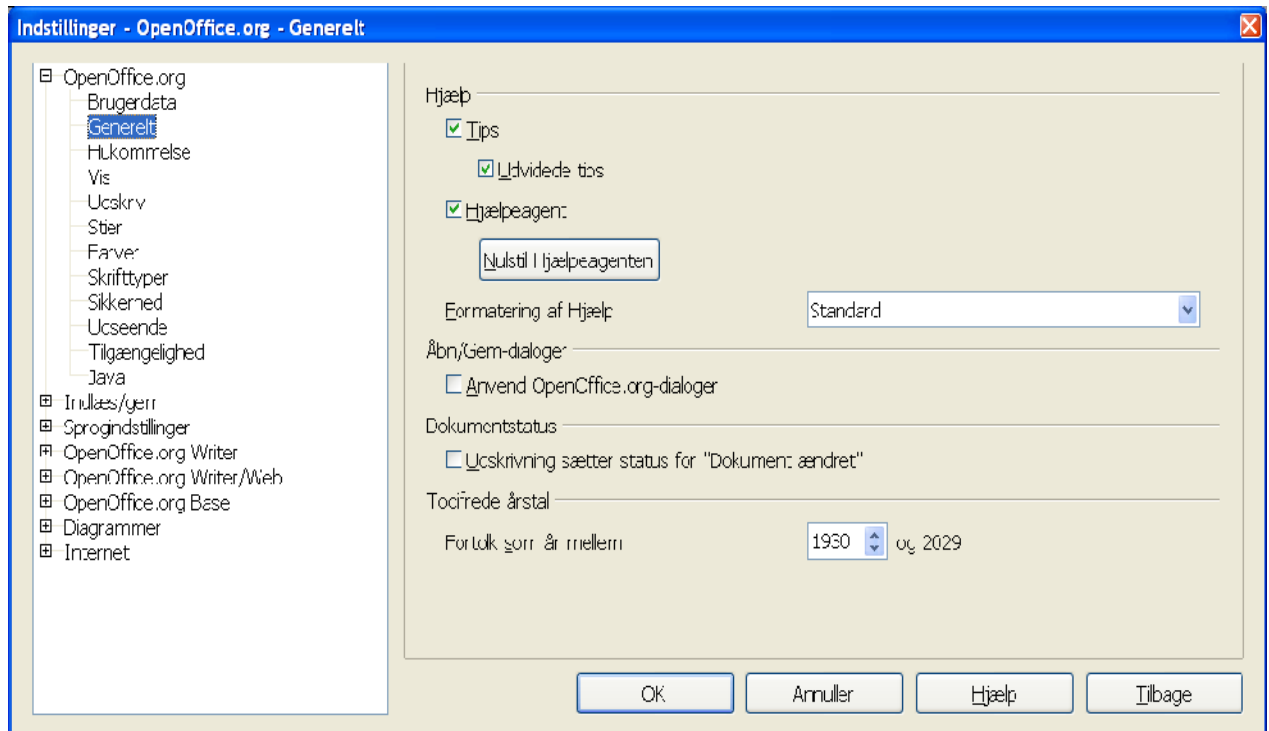 Indstillinger - OpenOffice.org - Generelt
OpenOffice.org
Brugerdata
Generelt
Hukommelse
Vis
Udskriv
Stier
Farver
Skrifttyper
Sikkerhed
Udseende
Tilgængelighed
Java
Indlæs/gem
Sprogindstillinger
OpenOffice.org Writer
OpenOffice.org Writer/Web
OpenOffice.org Base
Diagrammer
Internet
Hjælp
Tips
Udvidede tips
Hjælpeagent
Nulstil Hjælpeagenten
Formatering af Hjælp Standard
Åbn/Gem-dialoger
Anvend OpenOffice.org-dialoger
Dokumentstatus
Udskrivning sætter status for "Dokument ændret"
Tocifrede årstal
Fortolk som år mellem 1930 og 2029
OK Annuller Hjælp Tilbage